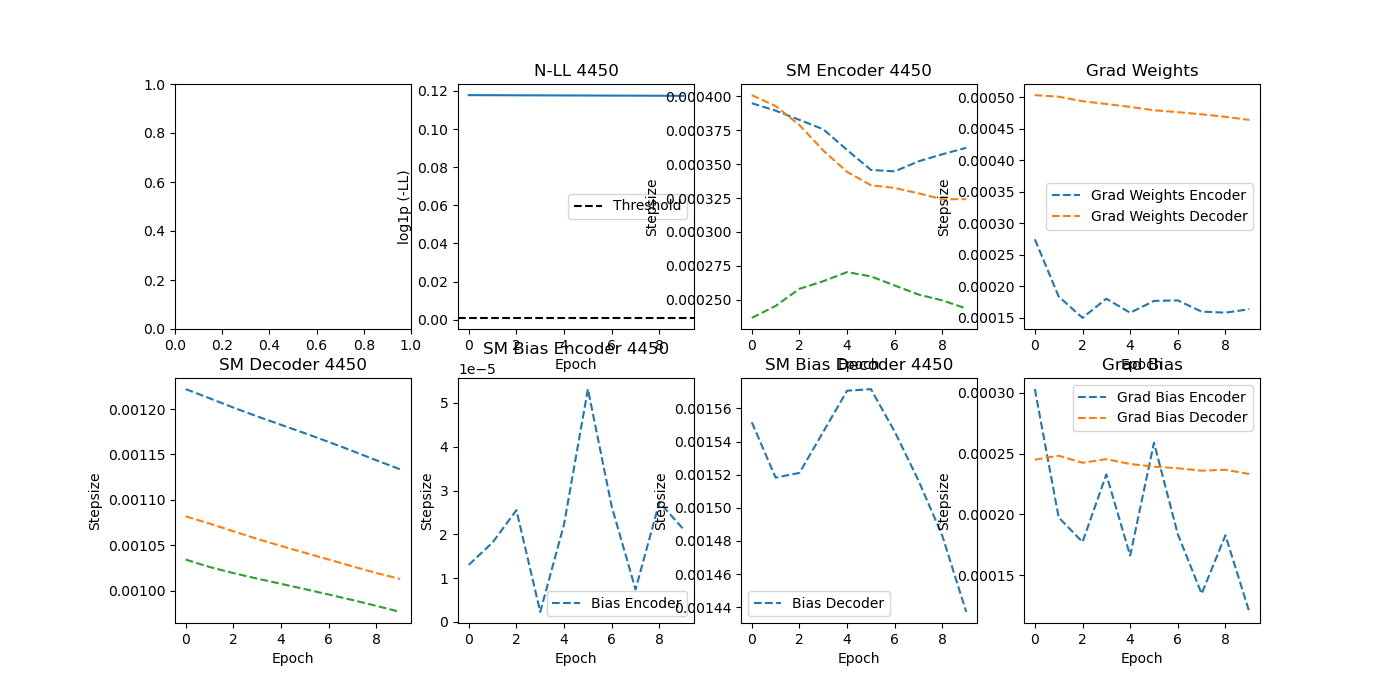 N-LL 4450
SM Encoder 4450
Grad Weights
1.0
0.8
0.6
0.4
0.2
0.0
0.0 0.2 0.4 0.6 0.8 1.0
log1p (-LL)
0.12
0.10
0.08
0.06
0.04
0.02
0.00
Threshold
0 2 4 6 8
Epoch
Stepsize
0.000400
0.000375
0.000350
0.000325
0.000300
0.000275
0.000250
0 2 4 6 8
Epoch
Stepsize
0.00050
0.00045
0.00040
0.00035
0.00030
0.00025
0.00020
0.00015
Grad Weights Encoder
Grad Weights Decoder
0 2 4 6 8
Epoch
SM Decoder 4450
SM Bias Encoder 4450
SM Bias Decoder 4450
Grad Bias
Stepsize
0.00120
0.00115
0.00110
0.00105
0.00100
0 2 4 6 8
Epoch
1e−5
Stepsize
5
4
3
2
1
0
Bias Encoder
0 2 4 6 8
Epoch
Stepsize
0.00156
0.00154
0.00152
0.00150
0.00148
0.00146
0.00144
Bias Decoder
0 2 4 6 8
Epoch
Stepsize
0.00030
0.00025
0.00020
0.00015
Grad Bias Encoder
Grad Bias Decoder
0 2 4 6 8
Epoch